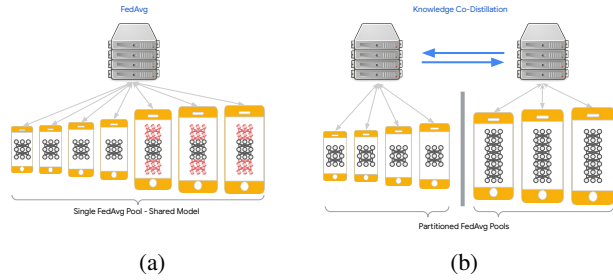 FedAvg
Knowledge Co-Distillation
Single FedAvg Pool - Shared Model
Partitioned FedAvg Pools
(a)
(b)